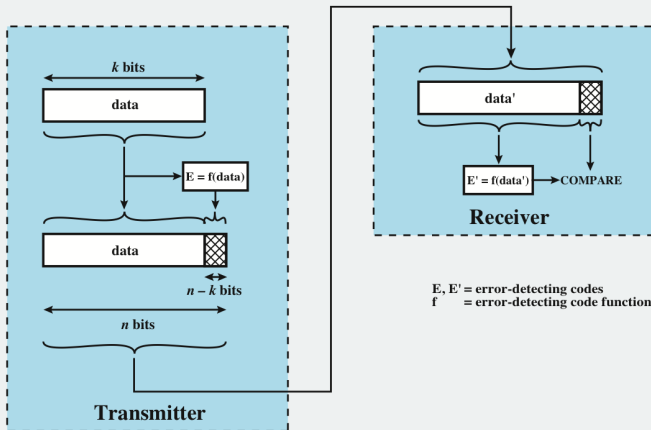 k bits
data
E = f(data)
data
n – k bits
n bits
Transmitter
data'
E' = f(data')
COMPARE
Receiver
E, E' = error-detecting codes
f = error-detecting code function